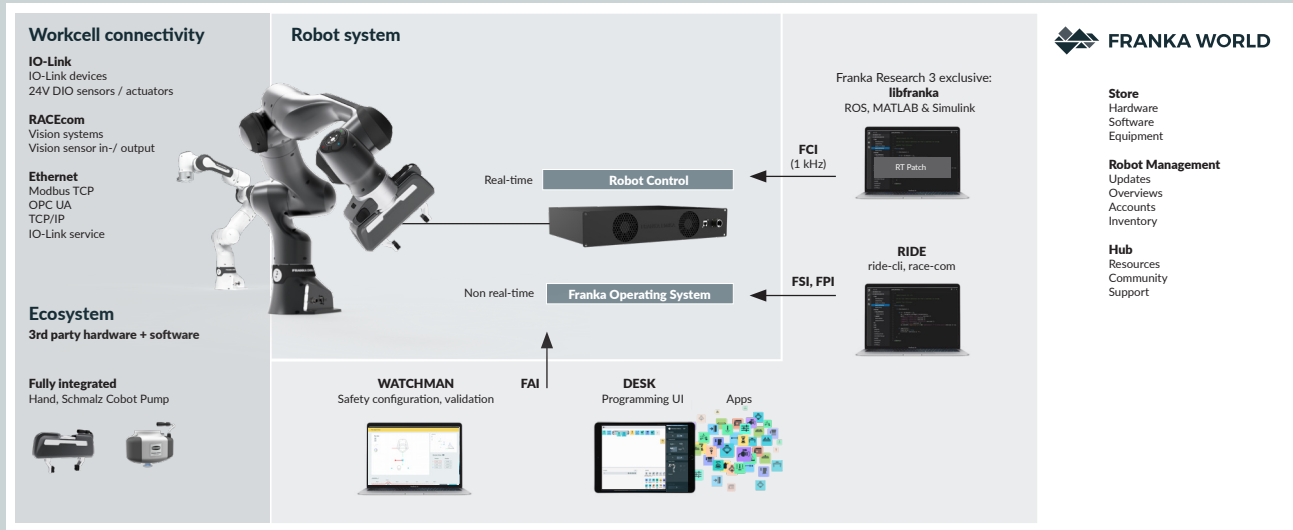 Workcell connectivity
IO-Link
IO-Link devices
24V DIO sensors / actuators
RACEcom
Vision systems
Vision sensor in-/ output
Ethernet
Modbus TCP
OPC UA
TCP/IP
IO-Link service
Ecosystem
3rd party hardware + software
Fully integrated
Hand, Schmalz Cobot Pump
Robot system
Real-time
Robot Control
Non real-time
Franka Operating System
FCI
(1 kHz)
Franka Research 3 exclusive:
libfranka
ROS, MATLAB & Simulink
RT Patch
FSI, FPI
RIDE
ride-cli, race-com
WATCHMAN
Safety configuration, validation
FAI
DESK
Programming UI
Apps
FRANKA WORLD
Store
Hardware
Software
Equipment
Robot Management
Updates
Overviews
Accounts
Inventory
Hub
Resources
Community
Support